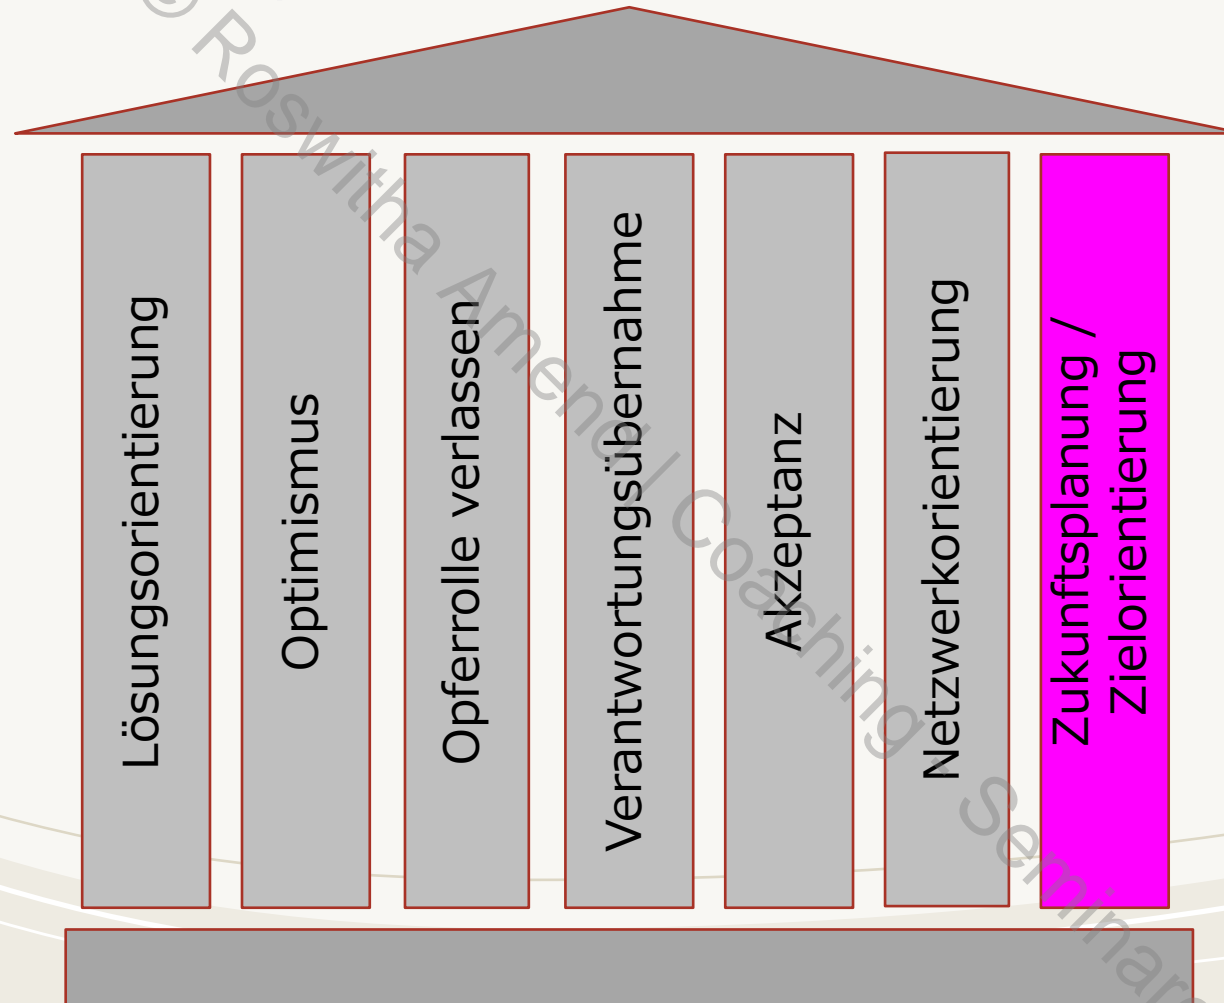 © Roswitha Amend / Coaching - Seminare
Lösungsorientierung
Optimismus
Opferrolle verlassen
Verantwortungsübernahme
Akzeptanz
Netzwerkorientierung
Zukunftsplanung /
Zielorientierung